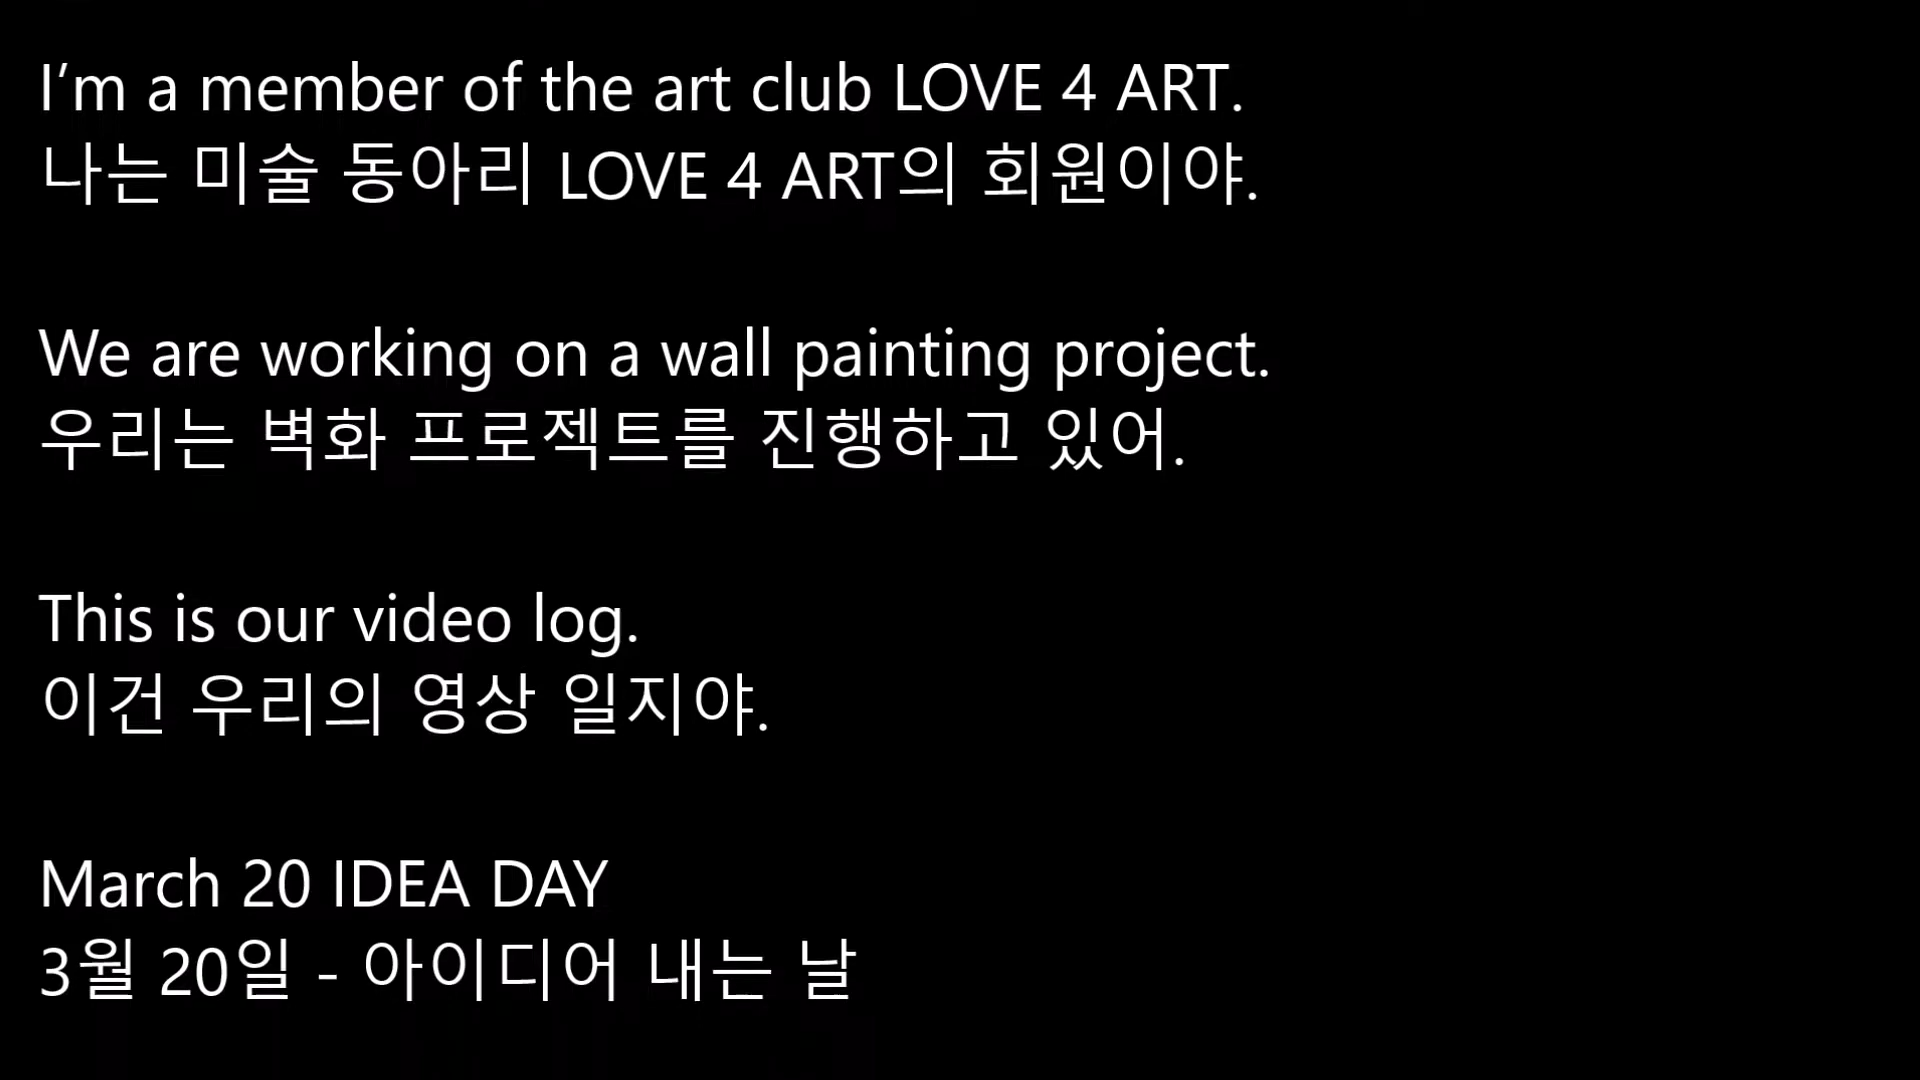 I’m a member of the art club LOVE 4 ART.
나는 미술 동아리 LOVE 4 ART의 회원이야.
We are working on a wall painting project.
우리는 벽화 프로젝트를 진행하고 있어.
This is our video log.
이건 우리의 영상 일지야.
March 20 IDEA DAY
3월 20일 - 아이디어 내는 날